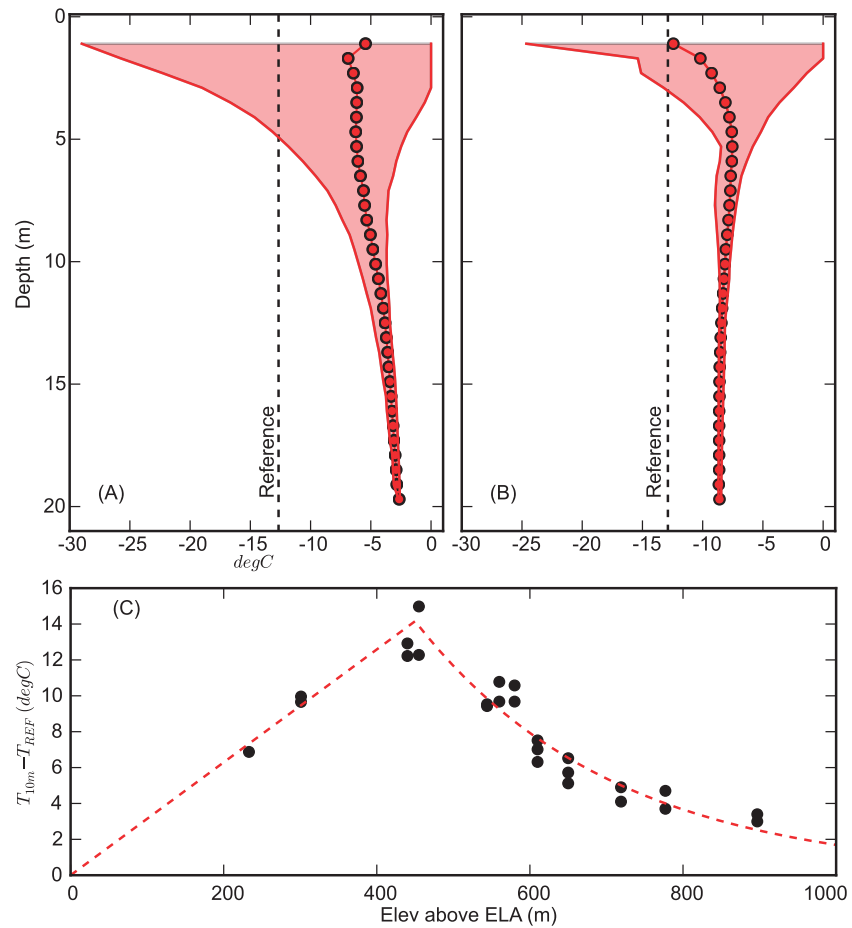 0
5
10
15
20
Depth (m)
Reference
(A)
-30 -25 -20 -15 -10 -5 0
degC
Reference
(B)
-30 -25 -20 -15 -10 -5 0
16
14
12
10
8
6
4
2
0
T10m−TREF (degC)
(C)
0 200 400 600 800 1000
Elev above ELA (m)